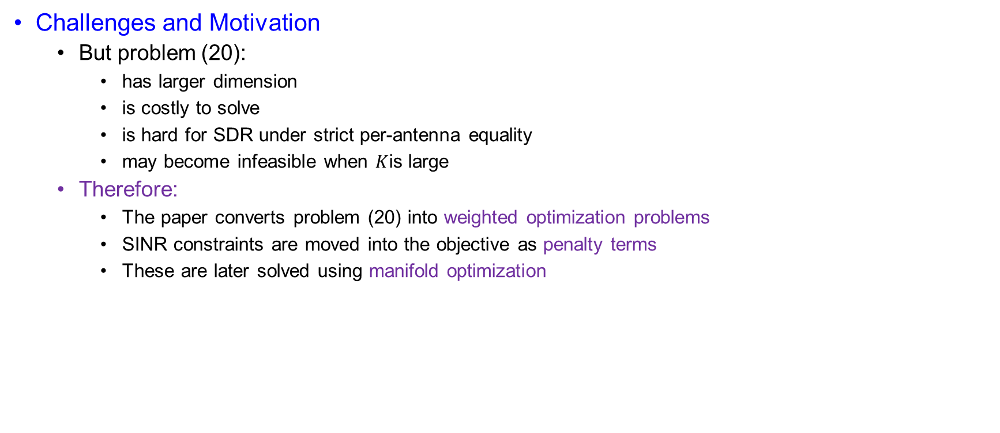 • Challenges and Motivation
• But problem (20):
• has larger dimension
• is costly to solve
• is hard for SDR under strict per-antenna equality
• may become infeasible when K is large
• Therefore:
• The paper converts problem (20) into weighted optimization problems
• SINR constraints are moved into the objective as penalty terms
• These are later solved using manifold optimization